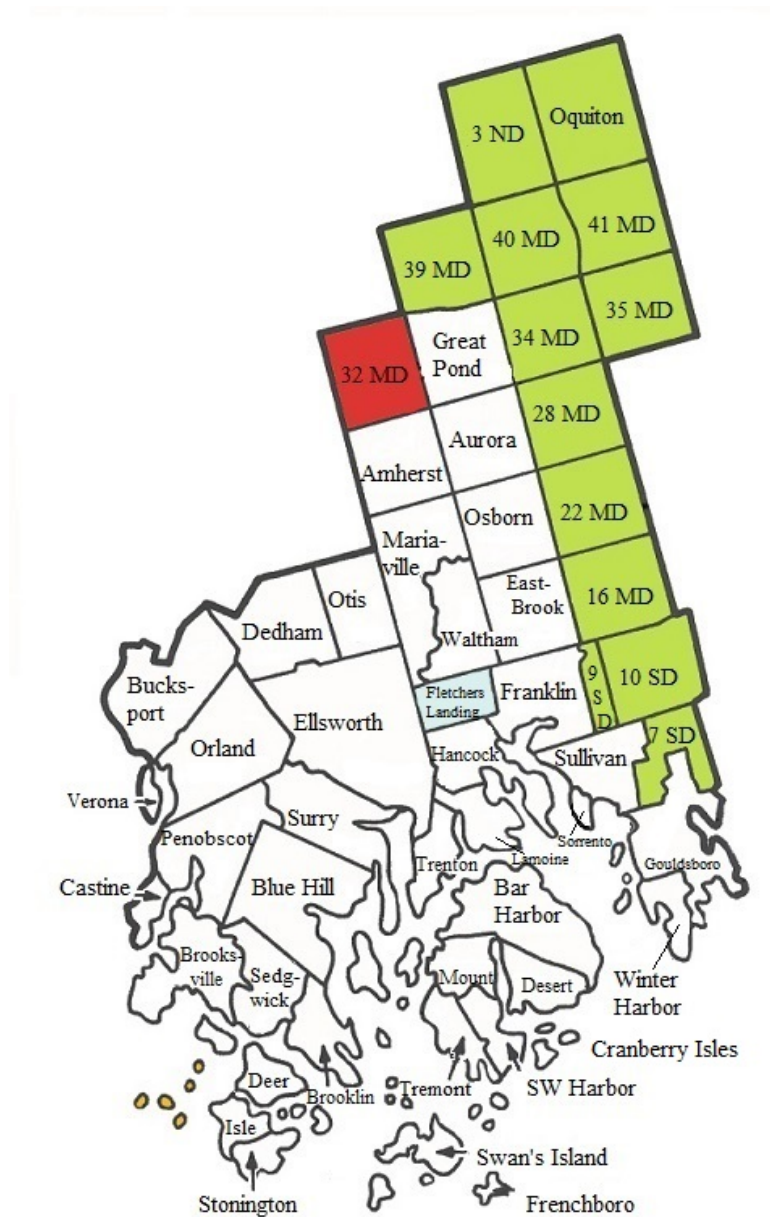 Oquiton
3 ND
41 MD
40 MD
39 MD
35 MD
34 MD
Great
Pond
32 MD
28 MD
Aurora
Amherst
22 MD
Osborn
Maria-
ville
East-
Brook
16 MD
Otis
Dedham
Waltham
9
S
D
10 SD
Fletchers
Landing
Franklin
Bucks-
port
Ellsworth
7 SD
Orland
Hancock
Sullivan
Verona
Surry
Penobscot
Sorrento
Lamoine
Trenton
Gouldsboro
Castine
Blue Hill
Bar
Harbor
Brooks-
ville
Sedg-
wick
Mount
Desert
Winter
Harbor
Cranberry Isles
Deer
Brooklin
Tremont
SW Harbor
Isle
Swan's Island
Stonington
Frenchboro